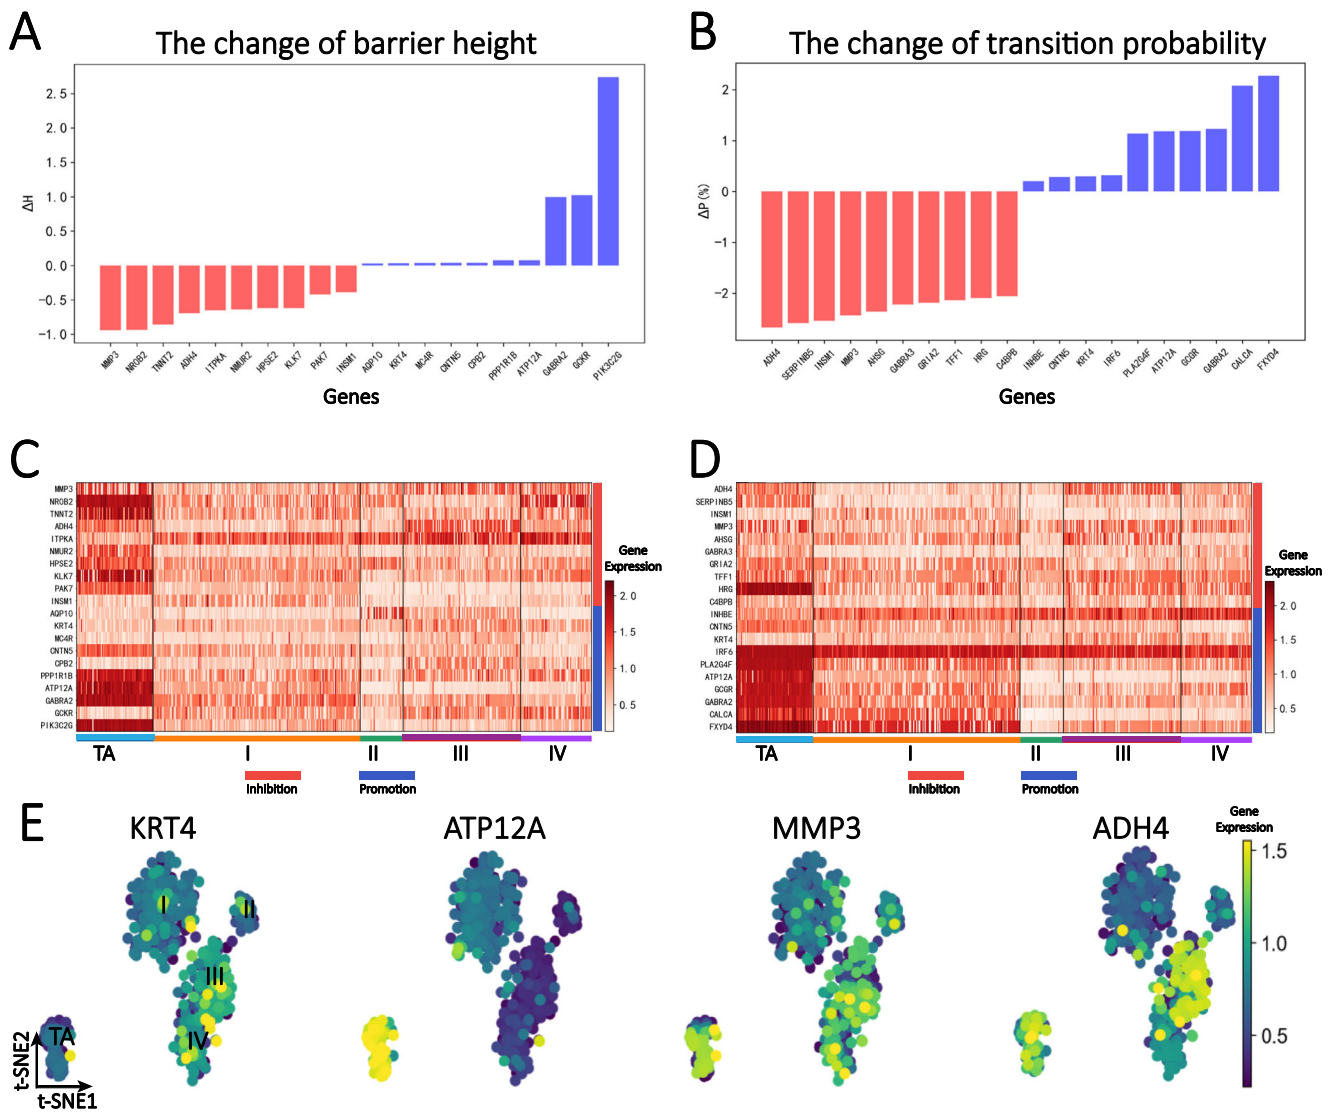 A
The change of barrier height
ΔH
2.5
2.0
1.5
1.0
0.5
0.0
−0.5
−1.0
MMP3 NR0B2 TNNT2 ADH4 ITPKA NMUR2 HPSE2 KLK7 PAK7 INSM1 AQP10 KRT4 MC4R CNTN5 CPB2 PPP1R1B ATP12A GABRA2 GCKR PIK3C2G
Genes
B
The change of transition probability
ΔP (%)
2
1
0
−1
−2
ADH4 SERPINB5 INSM1 MMP3 AHSG GABRA3 GRIA2 TFF1 HRG C4BPB INHBE CNTN5 KRT4 IRF6 PLA2G4F ATP12A GCGR GABRA2 CALCA FXYD4
Genes
C
MMP3
NR0B2
TNNT2
ADH4
ITPKA
NMUR2
HPSE2
KLK7
PAK7
INSM1
AQP10
KRT4
MC4R
CNTN5
CPB2
PPP1R1B
ATP12A
GABRA2
GCKR
PIK3C2G
TA I II III IV
Inhibition Promotion
Gene
Expression
2.0
1.5
1.0
0.5
D
ADH4
SERPINB5
INSM1
MMP3
AHSG
GABRA3
GRIA2
TFF1
HRG
C4BPB
INHBE
CNTN5
KRT4
IRF6
PLA2G4F
ATP12A
GCGR
GABRA2
CALCA
FXYD4
TA I II III IV
Inhibition Promotion
Gene
Expression
2.0
1.5
1.0
0.5
E
KRT4 ATP12A MMP3 ADH4
I
II
III
IV
TA
t-SNE2
t-SNE1
Gene
Expression
1.5
1.0
0.5